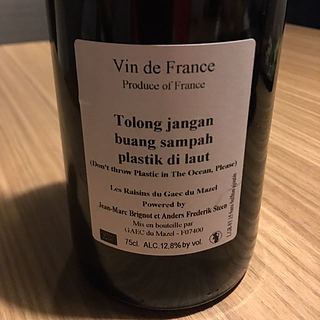 Vin de France
Produce of France
Tolong jangan
buang sampah
plastik di laut
(Don't throw Plastic in The Ocean, Please)
Les Raisins du Gaec du Mazel
Powered by
Jean-Marc Brignot et Anders Frederik Steen
Mis en bouteille par
GAEC du Mazel - F07400
75cl. ALC.12,8% by vol.